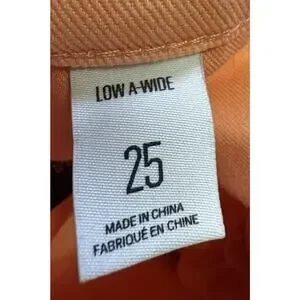 LOW A-WIDE
25
MADE IN CHINA
FABRIQUÉ EN CHINE